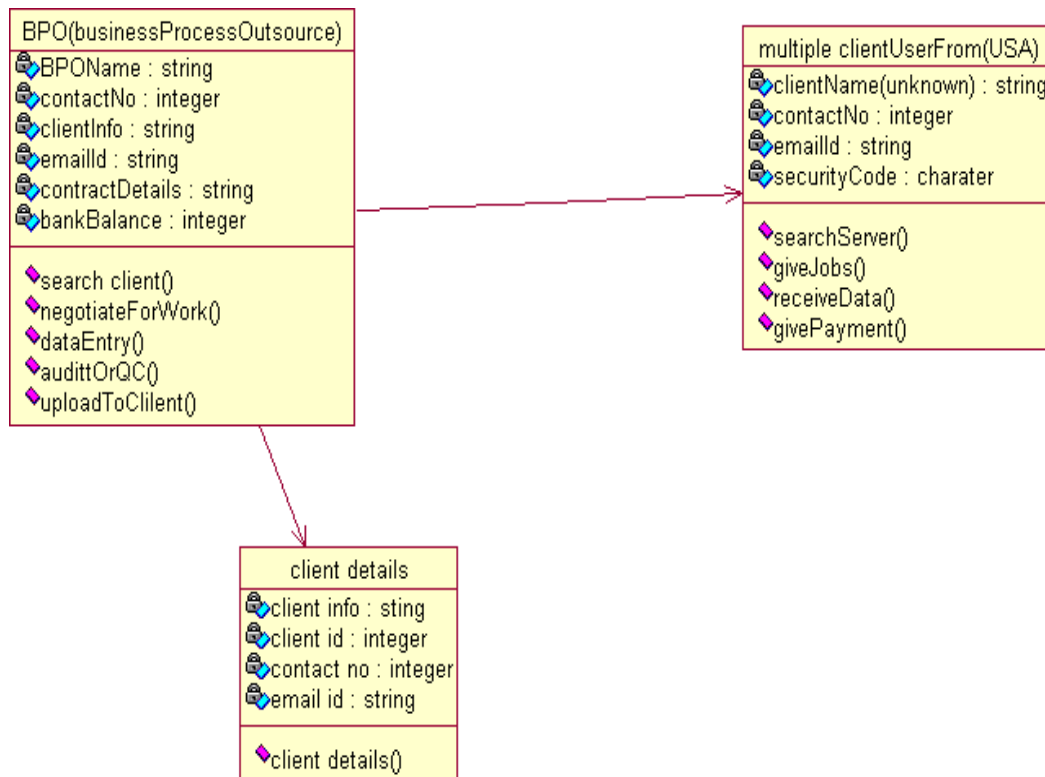 BPO(businessProcessOutsource)
BPOName : string
contactNo : integer
clientInfo : string
emailId : string
contractDetails : string
bankBalance : integer
search client()
negotiateForWork()
dataEntry()
audittOrQC()
uploadToClilent()
multiple clientUserFrom(USA)
clientName(unknown) : string
contactNo : integer
emailId : string
securityCode : charater
searchServer()
giveJobs()
receiveData()
givePayment()
client details
client info : sting
client id : integer
contact no : integer
email id : string
client details()